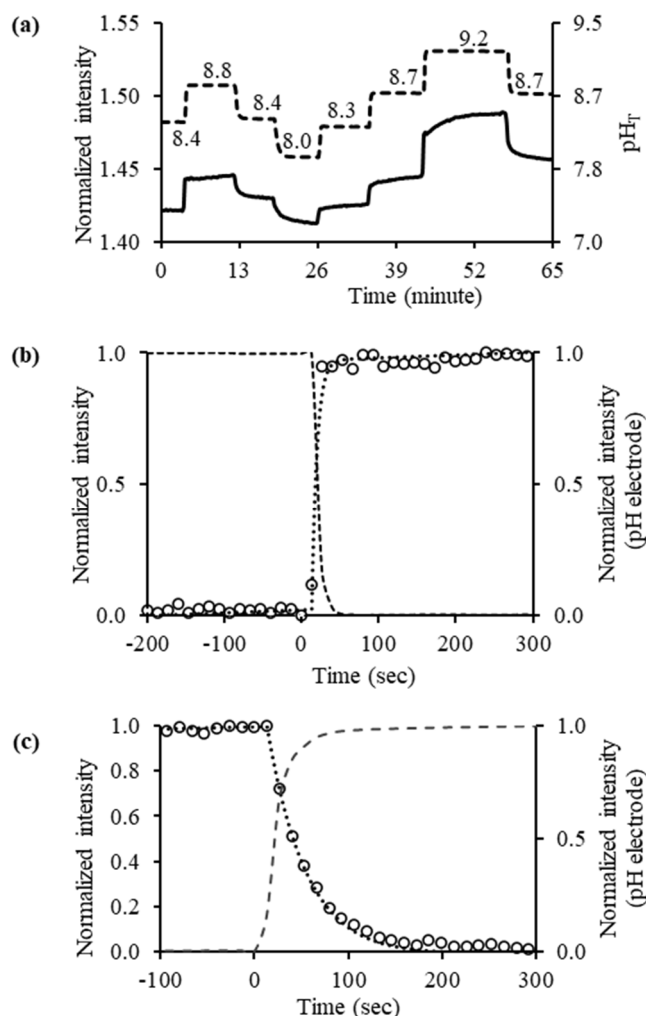 (a)
Normalized intensity
1.55
1.50
1.45
1.40
8.4
8.8
8.4
8.0
8.3
8.7
9.2
8.7
9.5
8.7
7.8
7.0
pH_T
0 13 26 39 52 65
Time (minute)
(b)
Normalized intensity
1.0
0.5
0.0
1.0
0.5
0.0
Normalized intensity
(pH electrode)
-200 -100 0 100 200 300
Time (sec)
(c)
Normalized intensity
1.0
0.8
0.6
0.4
0.2
0.0
1.0
0.5
0.0
Normalized intensity
(pH electrode)
-100 0 100 200 300
Time (sec)